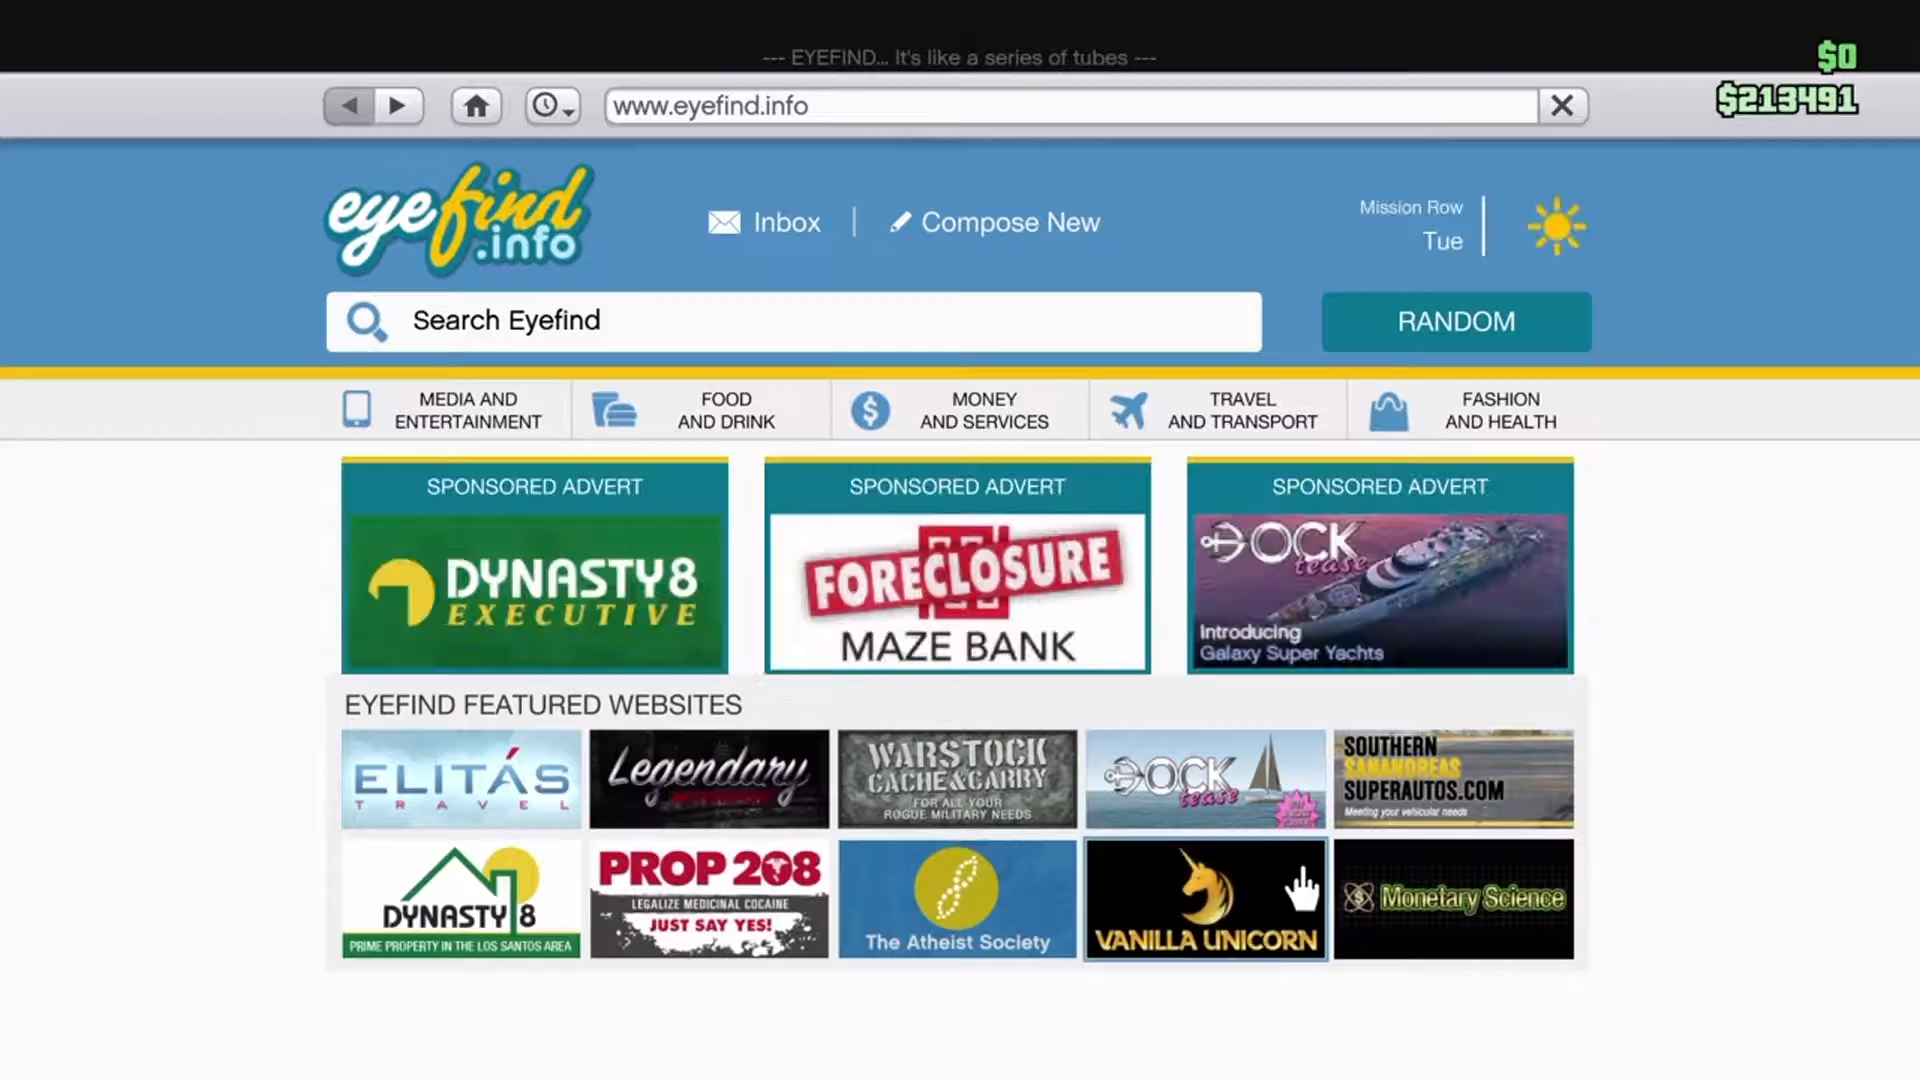 --- EYEFIND... It's like a series of tubes ---
$0
$213491
www.eyefind.info
eyefind
.info
Inbox
Compose New
Mission Row
Tue
Search Eyefind
RANDOM
MEDIA AND
ENTERTAINMENT
FOOD
AND DRINK
MONEY
AND SERVICES
TRAVEL
AND TRANSPORT
FASHION
AND HEALTH
SPONSORED ADVERT
DYNASTY8
EXECUTIVE
SPONSORED ADVERT
FORECLOSURE
MAZE BANK
SPONSORED ADVERT
DOCK
tease
Introducing
Galaxy Super Yachts
EYEFIND FEATURED WEBSITES
ELITÁS
TRAVEL
Legendary
WARSTOCK
CACHE&CARRY
FOR ALL YOUR
ROGUE MILITARY NEEDS
DOCK
tease
SOUTHERN
SANANDREAS
SUPERAUTOS.COM
Meeting your vehicular needs
DYNASTY 8
PRIME PROPERTY IN THE LOS SANTOS AREA
PROP 208
LEGALIZE MEDICINAL COCAINE
JUST SAY YES!
The Atheist Society
VANILLA UNICORN
Monetary Science